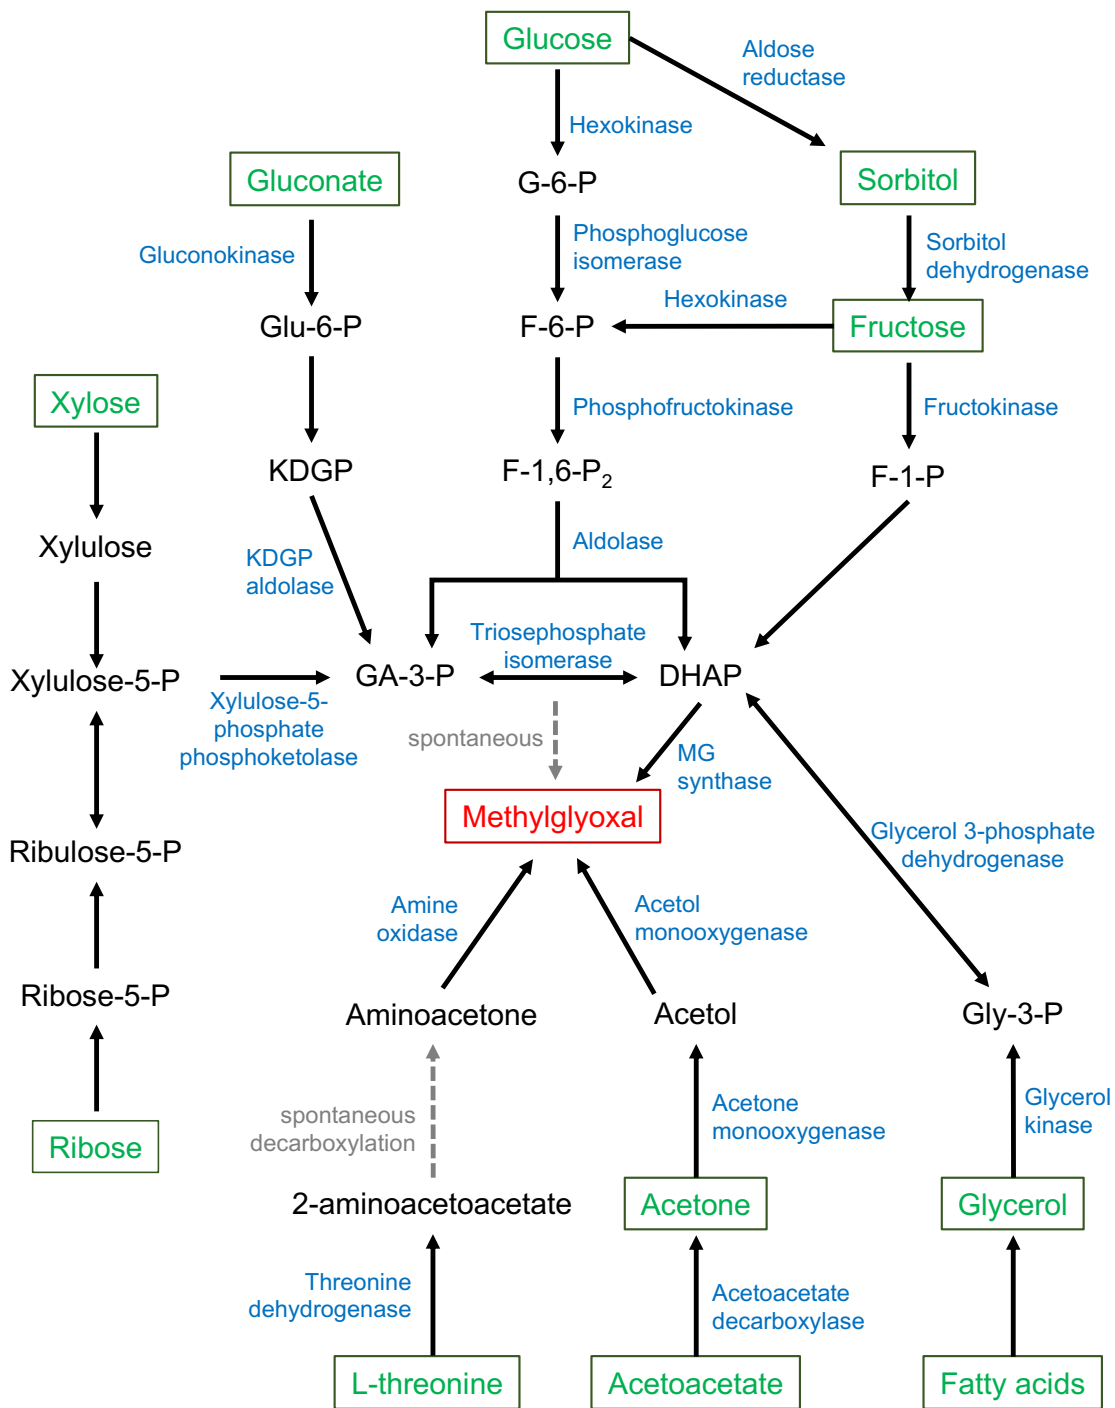 Glucose
Aldose
reductase
Hexokinase
Gluconate
G-6-P
Sorbitol
Gluconokinase
Phosphoglucose
isomerase
Sorbitol
dehydrogenase
Hexokinase
Glu-6-P
F-6-P
Fructose
Xylose
Phosphofructokinase
Fructokinase
KDGP
F-1,6-P₂
F-1-P
Xylulose
KDGP
aldolase
Aldolase
Triosephosphate
isomerase
Xylulose-5-P
GA-3-P
DHAP
Xylulose-5-
phosphate
phosphoketolase
spontaneous
MG
synthase
Methylglyoxal
Ribulose-5-P
Glycerol 3-phosphate
dehydrogenase
Amine
oxidase
Acetol
monooxygenase
Ribose-5-P
Aminoacetone
Acetol
Gly-3-P
spontaneous
decarboxylation
Acetone
monooxygenase
Glycerol
kinase
Ribose
2-aminoacetoacetate
Acetone
Glycerol
Threonine
dehydrogenase
Acetoacetate
decarboxylase
L-threonine
Acetoacetate
Fatty acids